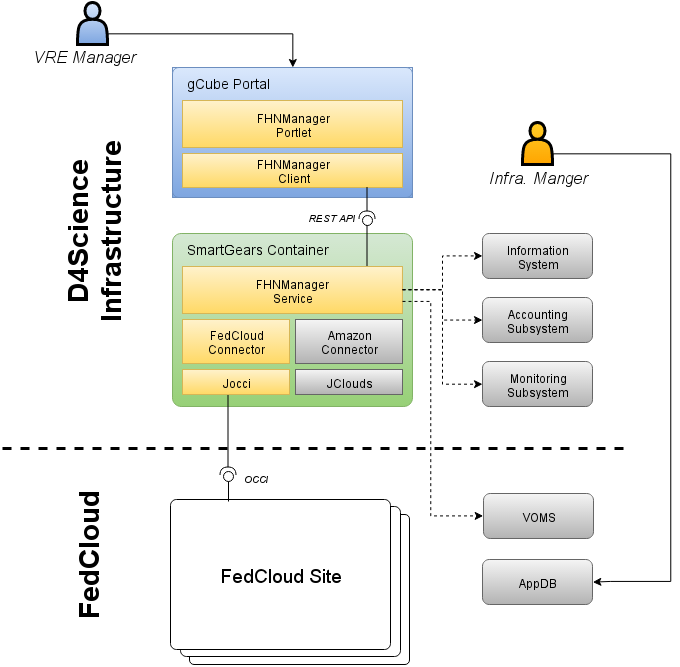 VRE Manager
gCube Portal
FHNManager
Portlet
FHNManager
Client
Infra. Manger
D4Science
Infrastructure
REST API
SmartGears Container
FHNManager
Service
Information
System
Accounting
Subsystem
FedCloud
Connector
Amazon
Connector
Monitoring
Subsystem
Jocci
JClouds
OCCI
FedCloud
VOMS
FedCloud Site
AppDB